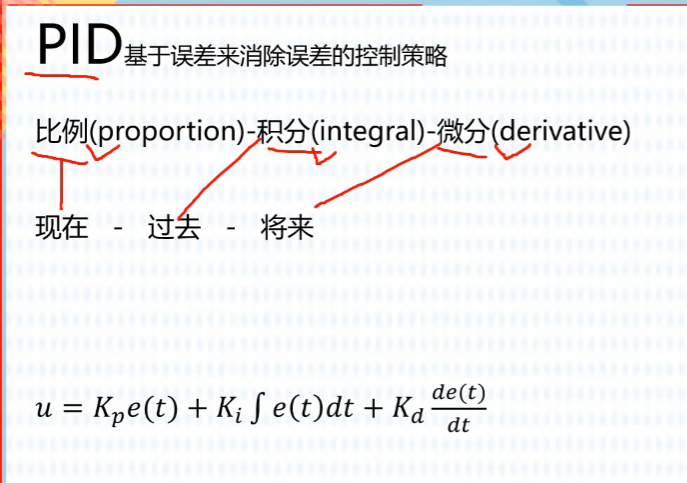 PID基于误差来消除误差的控制策略
比例(proportion)-积分(integral)-微分(derivative)
现在 - 过去 - 将来
u = K_p e(t) + K_i ∫ e(t)dt + K_d \frac{de(t)}{dt}